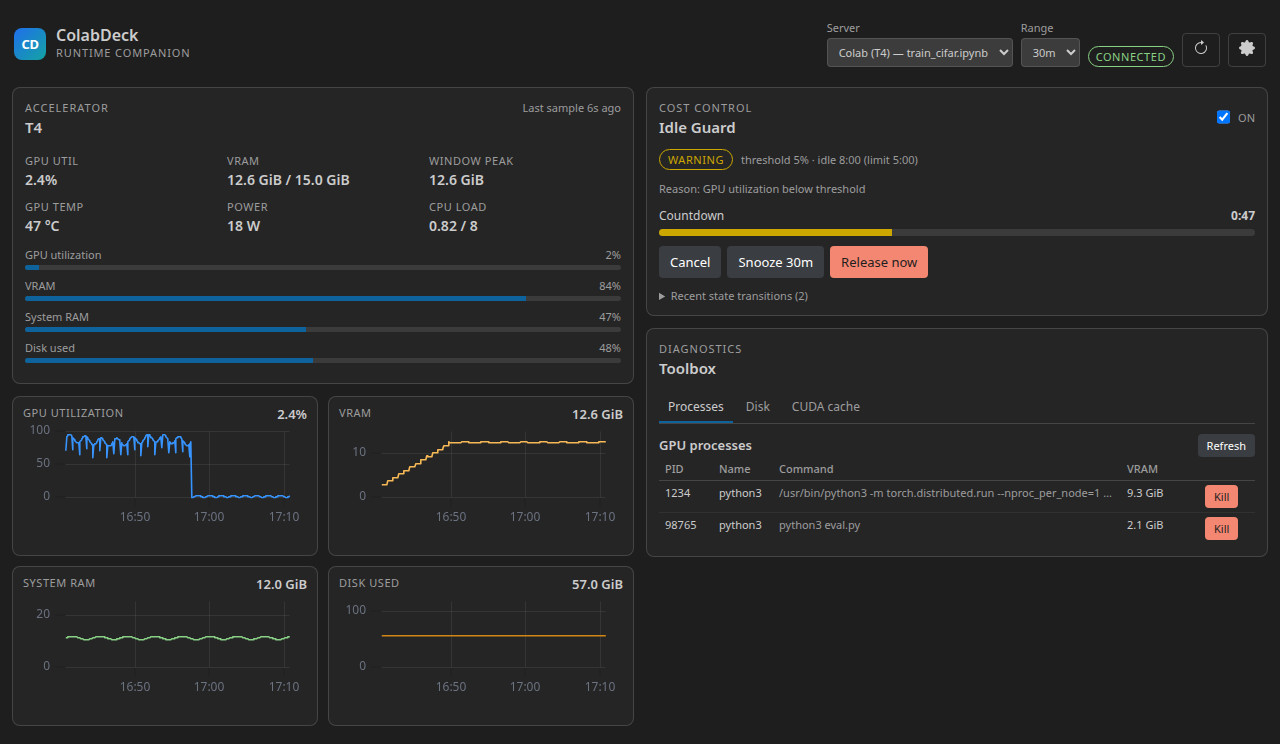 CD
ColabDeck
RUNTIME COMPANION
Server
Colab (T4) — train_cifar.ipynb
Range
30m
CONNECTED
ACCELERATOR
Last sample 6s ago
T4
GPU UTIL
VRAM
WINDOW PEAK
2.4%
12.6 GiB / 15.0 GiB
12.6 GiB
GPU TEMP
POWER
CPU LOAD
47 °C
18 W
0.82 / 8
GPU utilization
2%
VRAM
84%
System RAM
47%
Disk used
48%
GPU UTILIZATION
2.4%
100
50
0
16:50
17:00
17:10
VRAM
12.6 GiB
10
0
16:50
17:00
17:10
SYSTEM RAM
12.0 GiB
20
0
16:50
17:00
17:10
DISK USED
57.0 GiB
100
0
16:50
17:00
17:10
COST CONTROL
Idle Guard
ON
WARNING
threshold 5% · idle 8:00 (limit 5:00)
Reason: GPU utilization below threshold
Countdown
0:47
Cancel
Snooze 30m
Release now
Recent state transitions (2)
DIAGNOSTICS
Toolbox
Processes
Disk
CUDA cache
GPU processes
Refresh
PID
Name
Command
VRAM
1234
python3
/usr/bin/python3 -m torch.distributed.run --nproc_per_node=1 ...
9.3 GiB
Kill
98765
python3
python3 eval.py
2.1 GiB
Kill